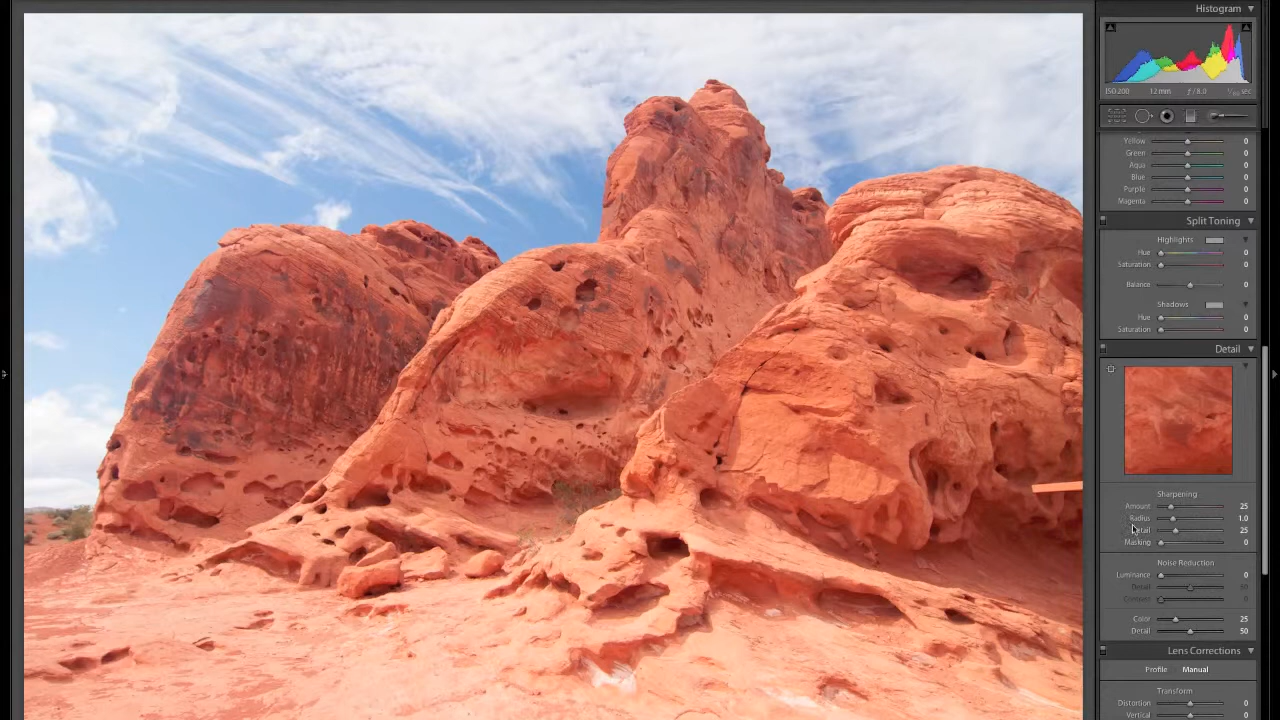 Histogram
ISO 200 12 mm ƒ / 8.0 sec
Yellow 0
Green 0
Aqua 0
Blue 0
Purple 0
Magenta 0
Split Toning
Highlights
Hue 0
Saturation 0
Balance 0
Shadows
Hue 0
Saturation 0
Detail
Sharpening
Amount 25
Radius 1.0
25
Masking 0
Noise Reduction
Luminance 0
Detail
0
Color 25
Detail 50
Lens Corrections
Profile Manual
Transform
Distortion 0
Vertical 0